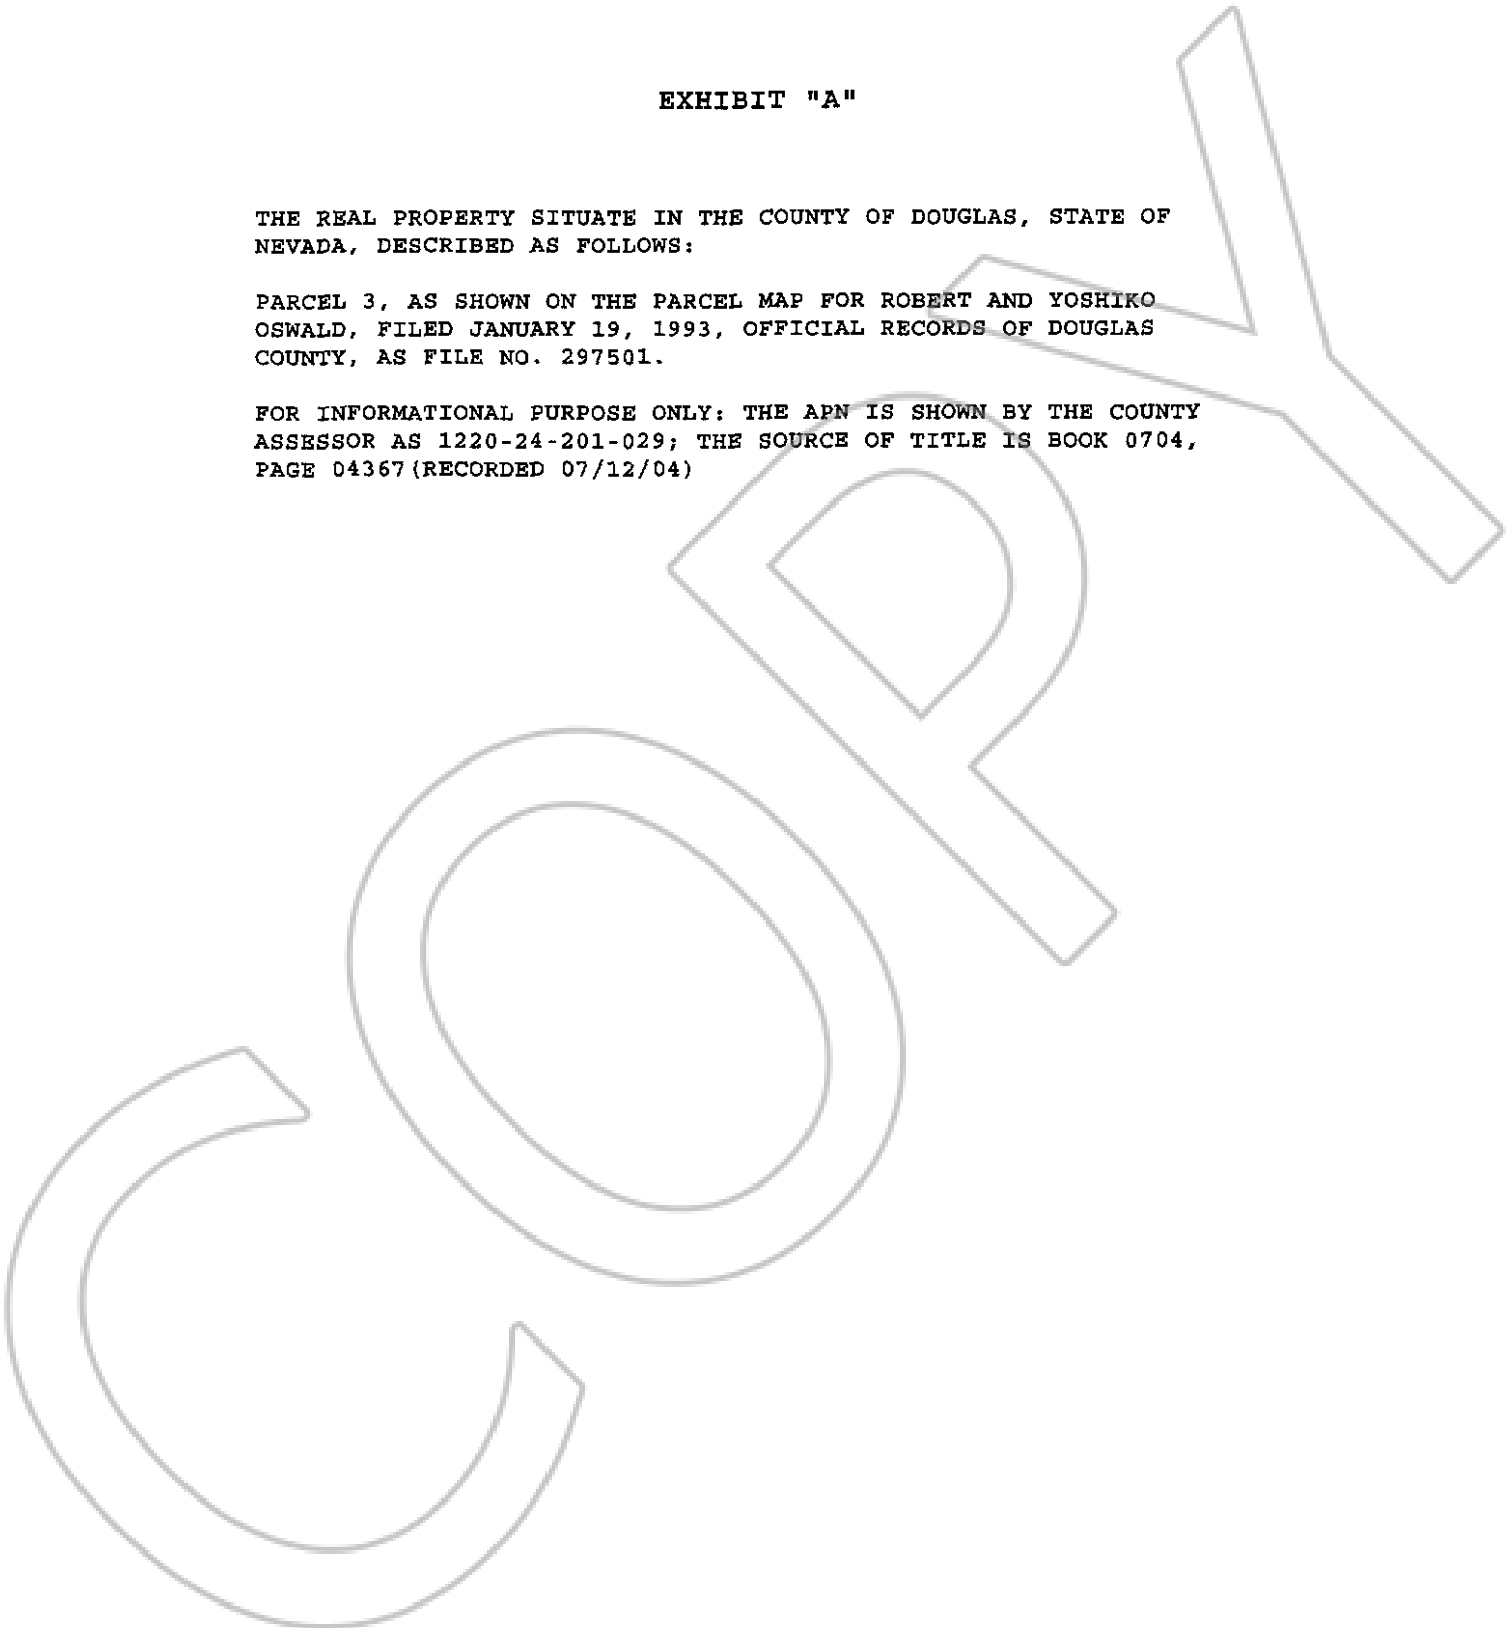 EXHIBIT "A"
THE REAL PROPERTY SITUATE IN THE COUNTY OF DOUGLAS, STATE OF
NEVADA, DESCRIBED AS FOLLOWS:
PARCEL 3, AS SHOWN ON THE PARCEL MAP FOR ROBERT AND YOSHIKO
OSWALD, FILED JANUARY 19, 1993, OFFICIAL RECORDS OF DOUGLAS
COUNTY, AS FILE NO. 297501.
FOR INFORMATIONAL PURPOSE ONLY: THE APN IS SHOWN BY THE COUNTY
ASSESSOR AS 1220-24-201-029; THE SOURCE OF TITLE IS BOOK 0704,
PAGE 04367(RECORDED 07/12/04)
COPY